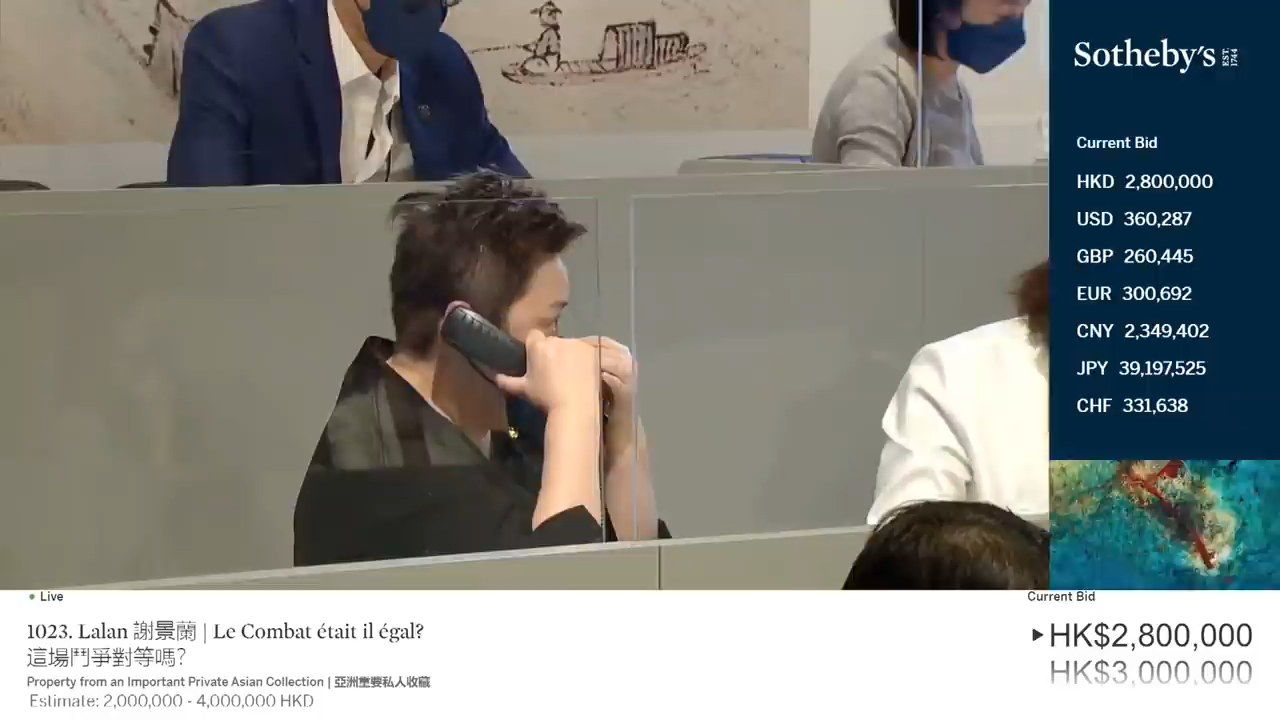 Sotheby's EST. 1744
Current Bid
HKD 2,800,000
USD 360,287
GBP 260,445
EUR 300,692
CNY 2,349,402
JPY 39,197,525
CHF 331,638
Live
1023. Lalan 謝景蘭 | Le Combat était il égal?
這場鬥爭對等嗎?
Property from an Important Private Asian Collection | 亞洲重要私人收藏
Estimate: 2,000,000 - 4,000,000 HKD
Current Bid
HK$2,800,000
HK$3,000,000